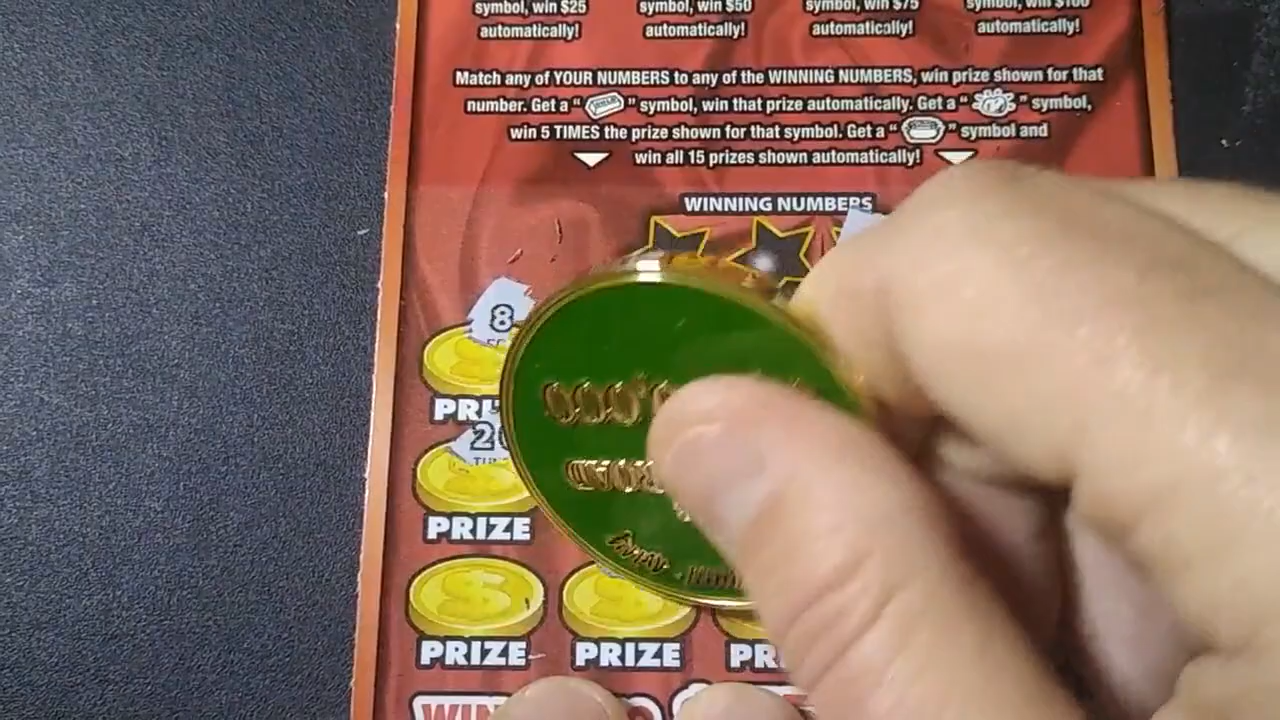 symbol, win $25 symbol, win $50 symbol, win $75 symbol, win $100
automatically! automatically! automatically! automatically!
Match any of YOUR NUMBERS to any of the WINNING NUMBERS, win prize shown for that
number. Get a " " symbol, win that prize automatically. Get a " " symbol,
win 5 TIMES the prize shown for that symbol. Get a " " symbol and
win all 15 prizes shown automatically!
WINNING NUMBERS
8
PRIZE
PRIZE PRIZE